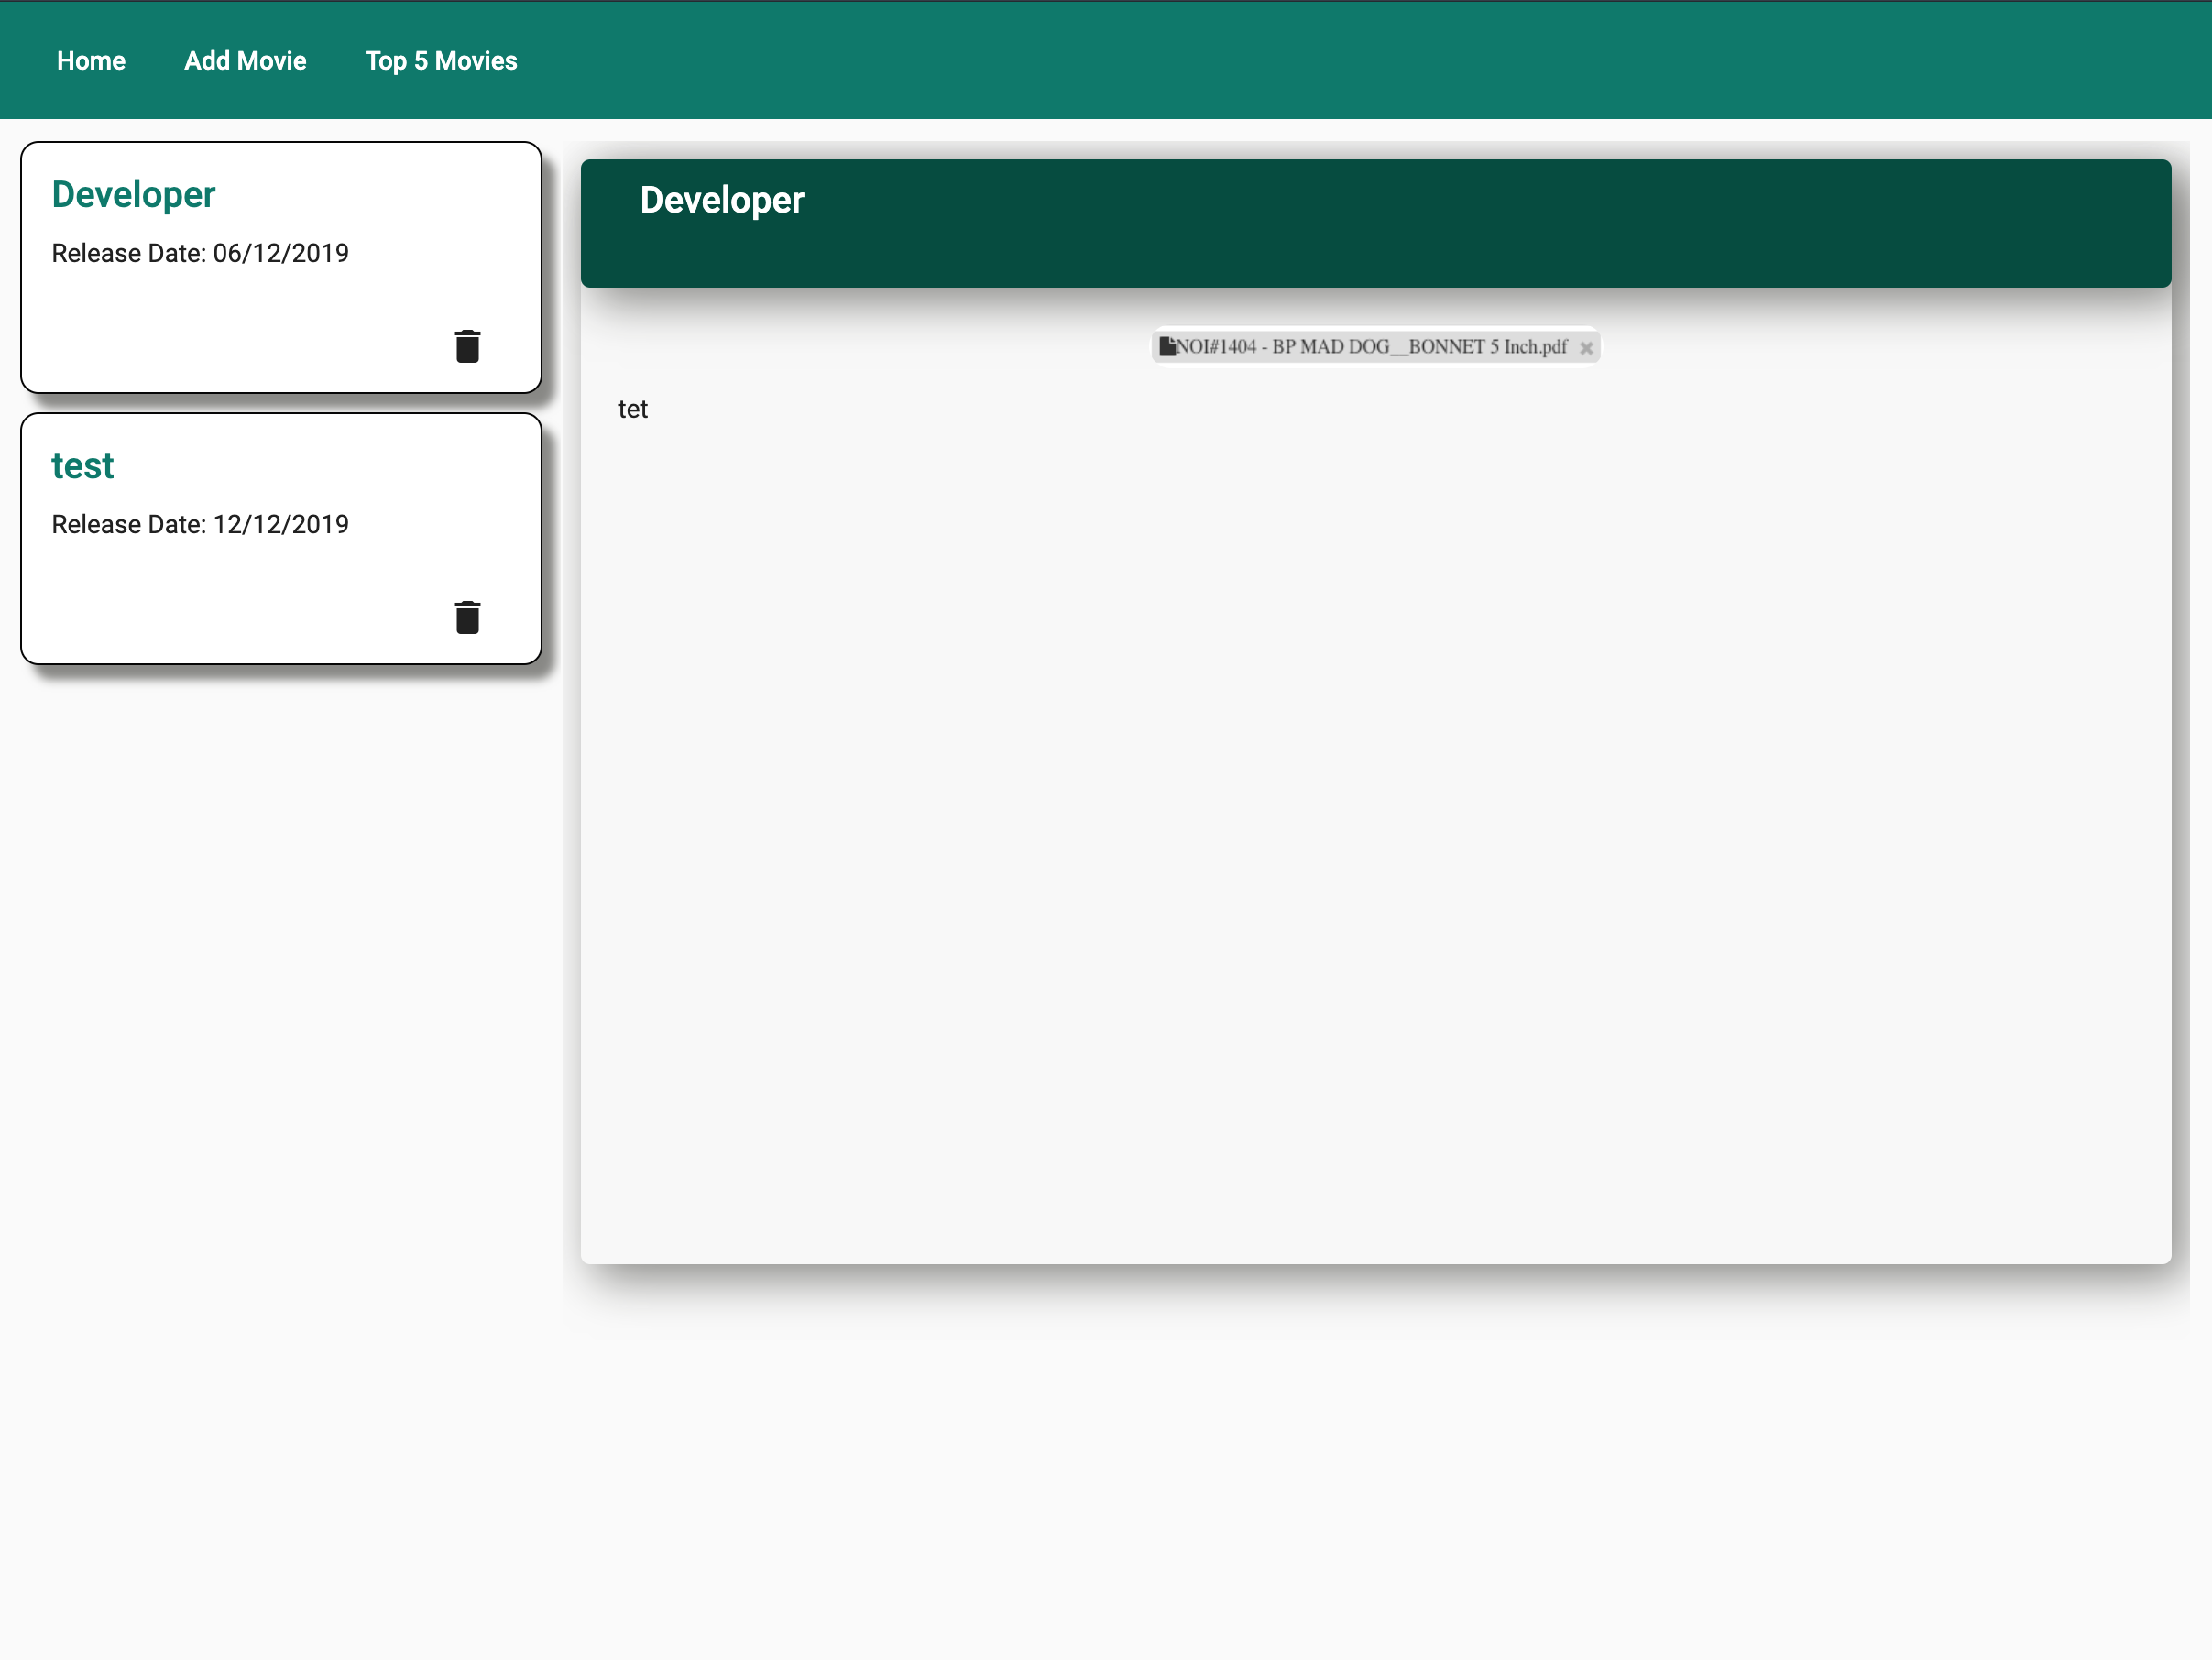 Home Add Movie Top 5 Movies
Developer
Release Date: 06/12/2019
test
Release Date: 12/12/2019
Developer
NOI#1404 - BP MAD DOG__BONNET 5 Inch.pdf
tet